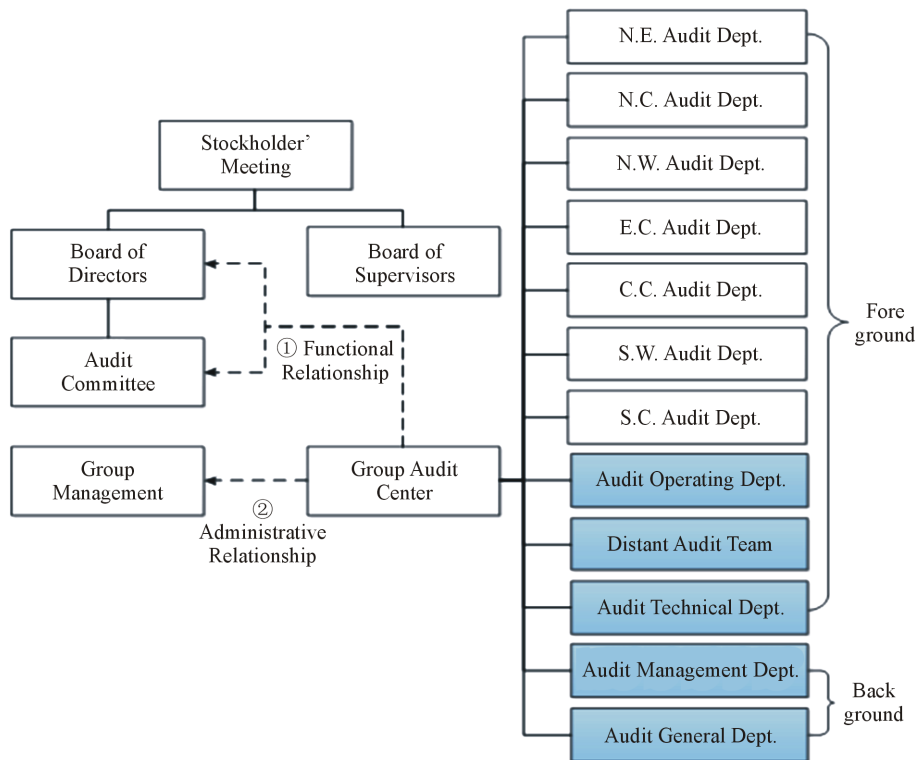 Stockholder'
Meeting
Board of
Directors
Board of
Supervisors
① Functional
Relationship
Audit
Committee
Group
Management
②
Administrative
Relationship
Group Audit
Center
N.E. Audit Dept.
N.C. Audit Dept.
N.W. Audit Dept.
E.C. Audit Dept.
C.C. Audit Dept.
S.W. Audit Dept.
S.C. Audit Dept.
Audit Operating Dept.
Distant Audit Team
Audit Technical Dept.
Audit Management Dept.
Audit General Dept.
Fore
ground
Back
ground